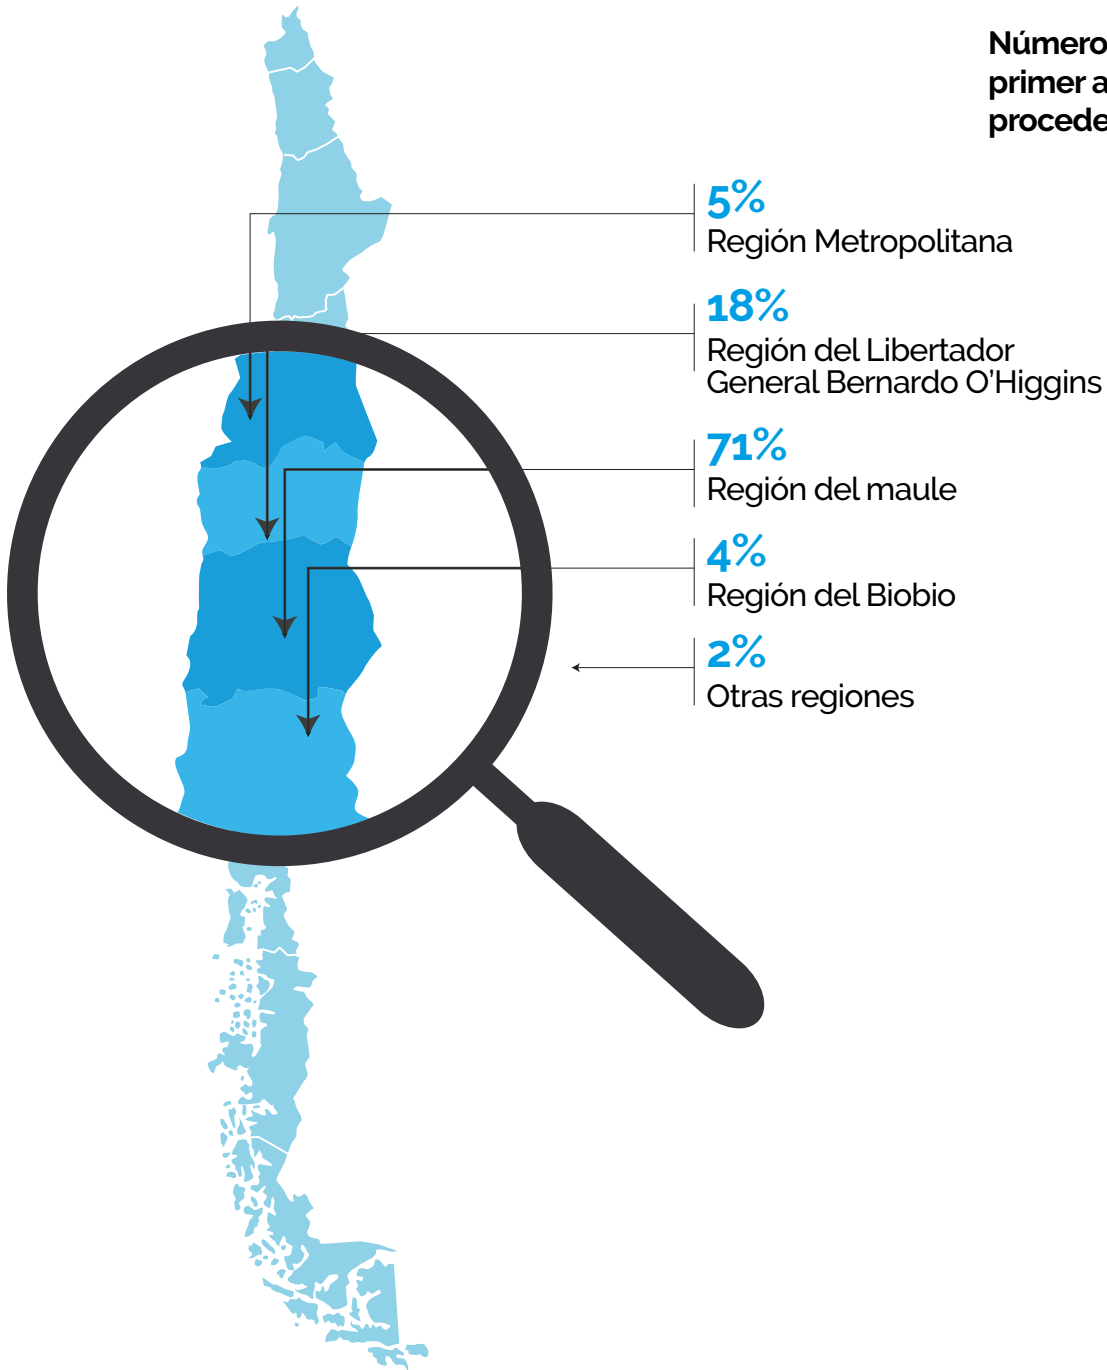 Número
primer a
procede
5%
Región Metropolitana
18%
Región del Libertador
General Bernardo O’Higgins
71%
Región del maule
4%
Región del Biobio
2%
Otras regiones